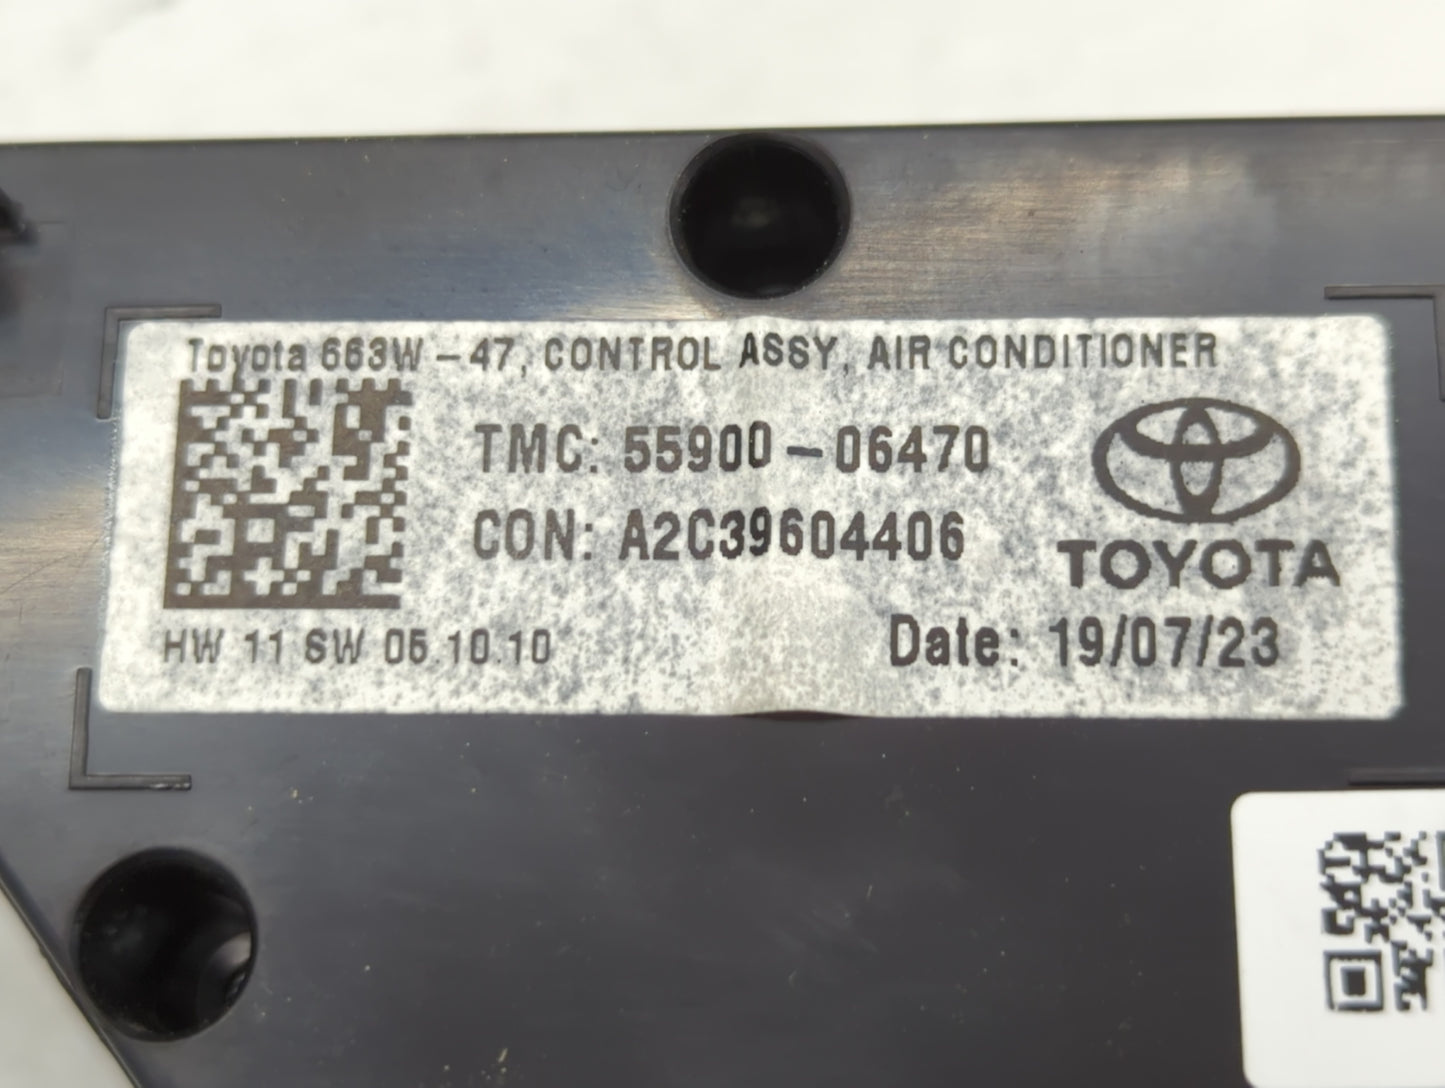 Toyota 663W-47, CONTROL ASSY, AIR CONDITIONER
TMC: 55900-06470
CON: A2C39604406
TOYOTA
HW 11 SW 05.10.10
Date: 19/07/23